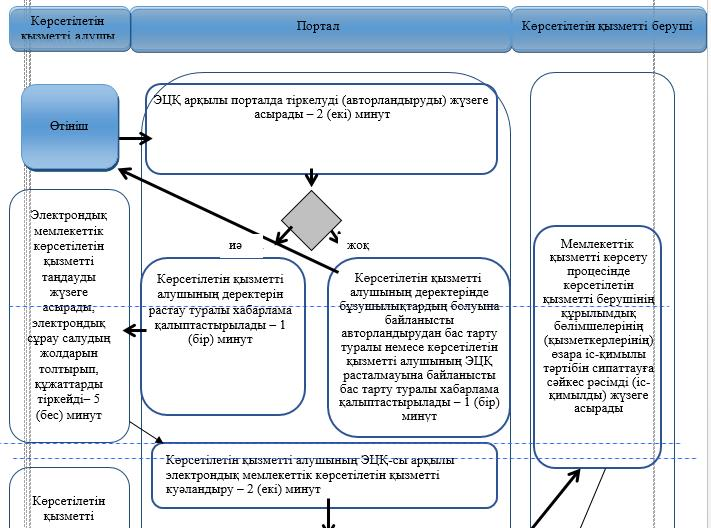 Көрсетілетін
қызметті алушы
Портал
Көрсетілетін қызметті беруші
Өтініш
ЭЦҚ арқылы порталда тіркелуді (авторландыруды) жүзеге
асырады – 2 (екі) минут
иә
жоқ
Электрондық
мемлекеттік
көрсетілетін
қызметті
таңдауды
жүзеге
асырады,
электрондық
сұрау салудың
жолдарын
толтырып,
құжаттарды
тіркейді– 5
(бес) минут
Көрсетілетін қызметті
алушының деректерін
растау туралы хабарлама
қалыптастырылады – 1
(бір) минут
Көрсетілетін қызметті
алушының деректерінде
бұзушылықтардың болуына
байланысты
авторландырудан бас тарту
туралы немесе көрсетілетін
қызметті алушының ЭЦҚ
расталмауына байланысты
бас тарту туралы хабарлама
қалыптастырылады – 1 (бір)
минут
Мемлекеттік
қызметті көрсету
процесінде
көрсетілетін
қызметті берушінің
құрылымдық
бөлімшелерінің
(қызметкерлерінің)
өзара іс-қимылы
тәртібін сипаттауға
сәйкес рәсімді (іс-
қимылды) жүзеге
асырады
Көрсетілетін қызметті алушының ЭЦҚ-сы арқылы
электрондық мемлекеттік көрсетілетін қызметті
куәландыру – 2 (екі) минут
Көрсетілетін
қызметті